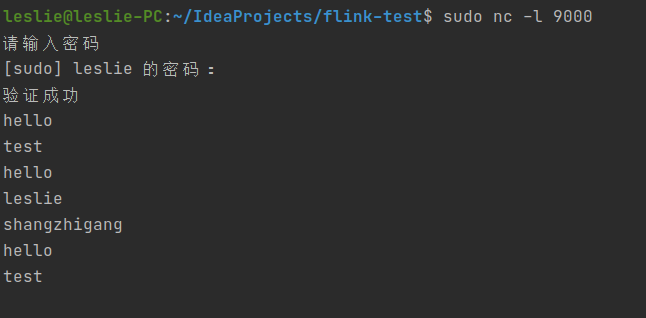 leslie@leslie-PC:~/IdeaProjects/flink-test$ sudo nc -l 9000
请输入密码
[sudo] leslie 的密码：
验证成功
hello
test
hello
leslie
shangzhigang
hello
test